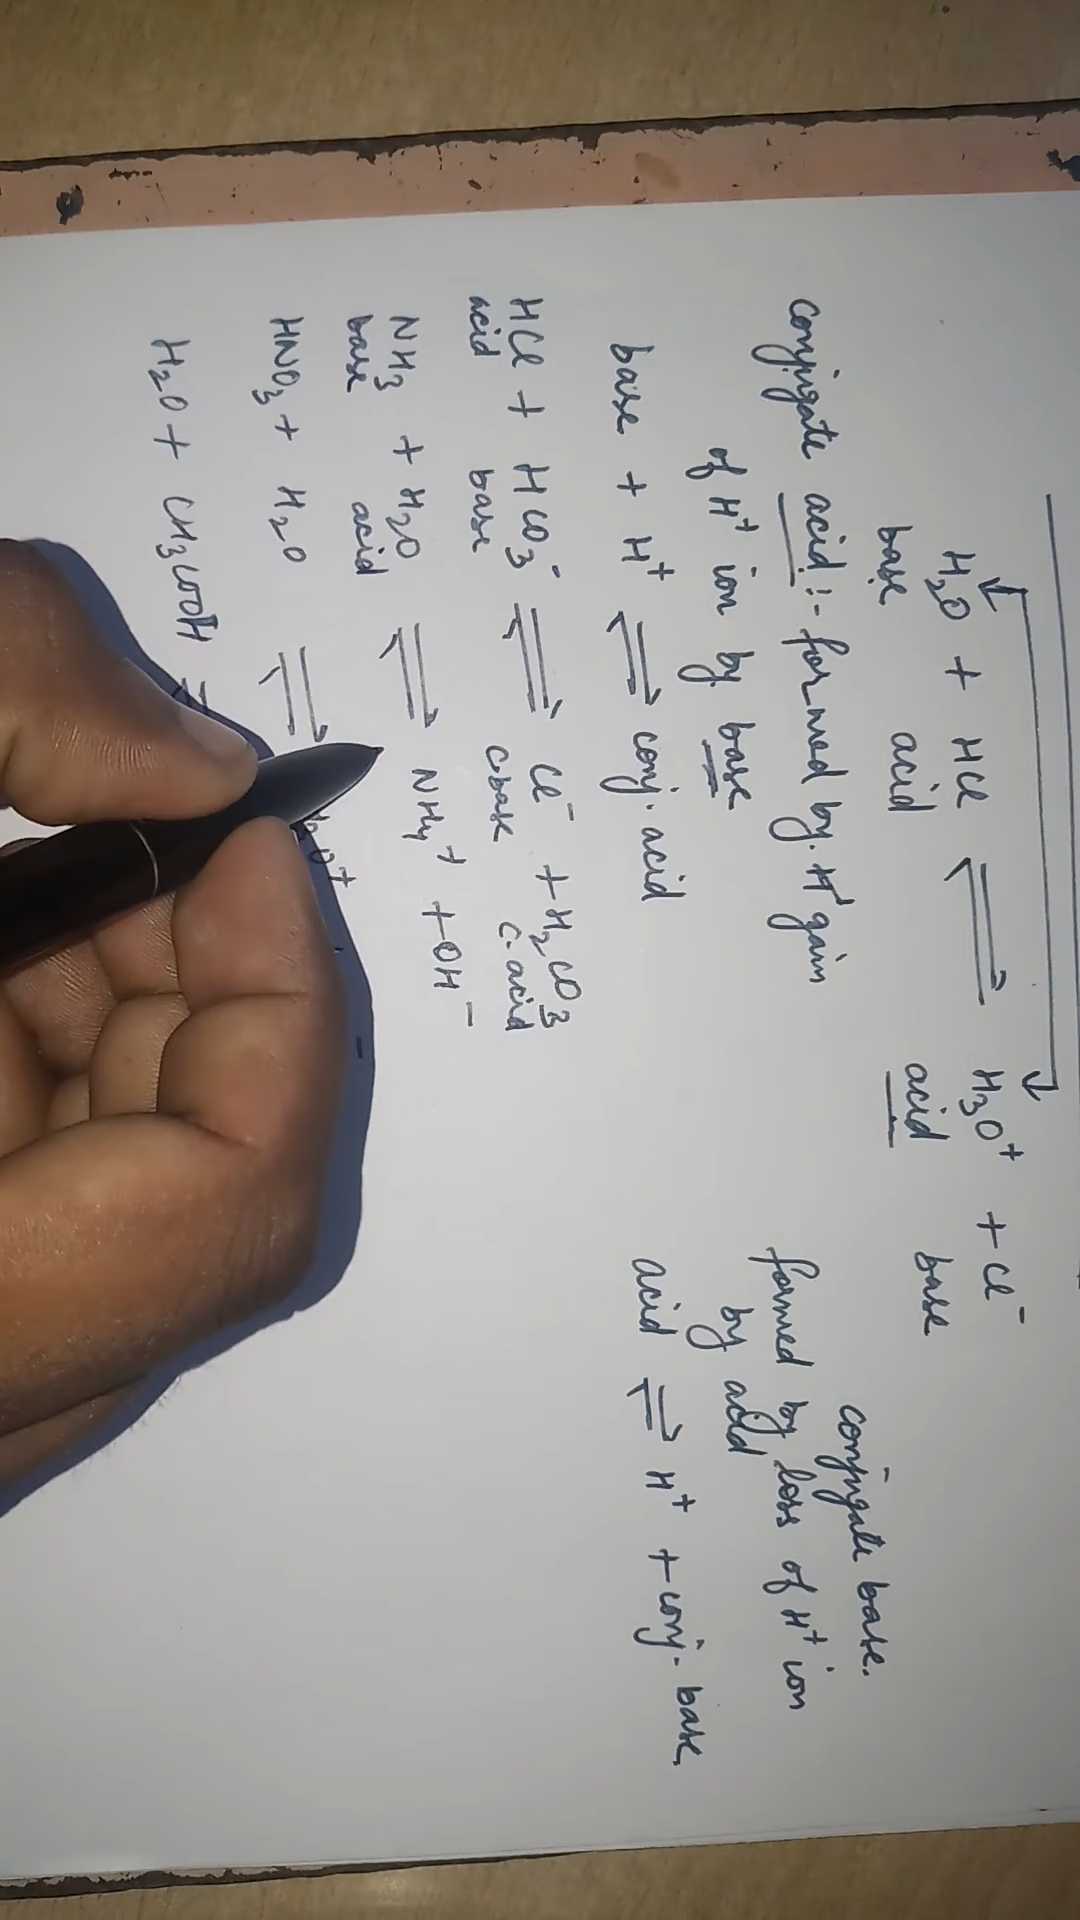 H₂O + HCl ⇌ H₃O⁺ + Cl⁻
base acid acid base
conjugate acid :- formed by. H⁺ gain
of H⁺ ion by base
conjugate base.
formed by loss of H⁺ ion
by acid
base + H⁺ ⇌ conj. acid
acid ⇌ H⁺ + conj. base
HCl + HCO₃⁻ ⇌ Cl⁻ + H₂CO₃
acid base c.base c.acid
NH₃ + H₂O ⇌ NH₄⁺ + OH⁻
base acid
HNO₃ + H₂O ⇌
H₂O + CH₃COOH